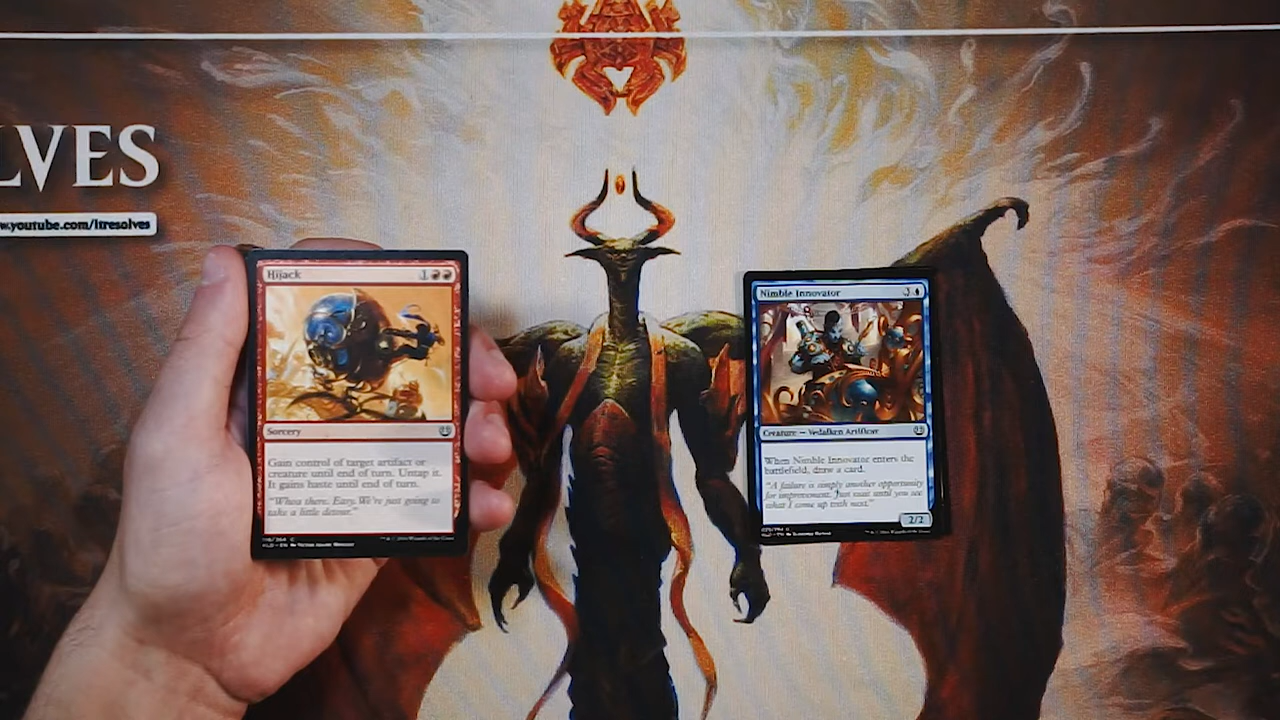 LVES
w.youtube.com/itresolves
Hijack 1
Sorcery
Gain control of target artifact or
creature until end of turn. Untap it.
It gains haste until end of turn.
"Whoa there. Easy. We're just going to
take a little detour."
Nimble Innovator 3
Creature — Vedalken Artificer
When Nimble Innovator enters the
battlefield, draw a card.
"A failure is simply another opportunity
for improvement. Just wait until you see
what I come up with next."
2/2